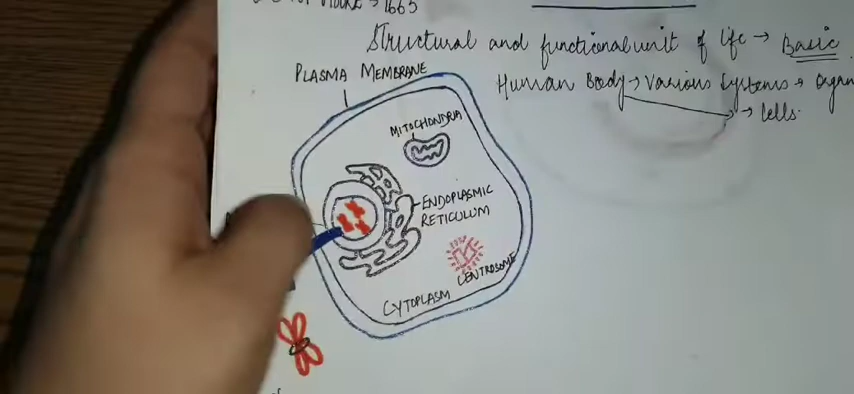 → 1665
Structural and functional unit of life → Basic
Human Body → Various Systems → Organ
→ Cells.
PLASMA MEMBRANE
MITOCHONDRIA
ENDOPLASMIC
RETICULUM
CENTROSOME
CYTOPLASM